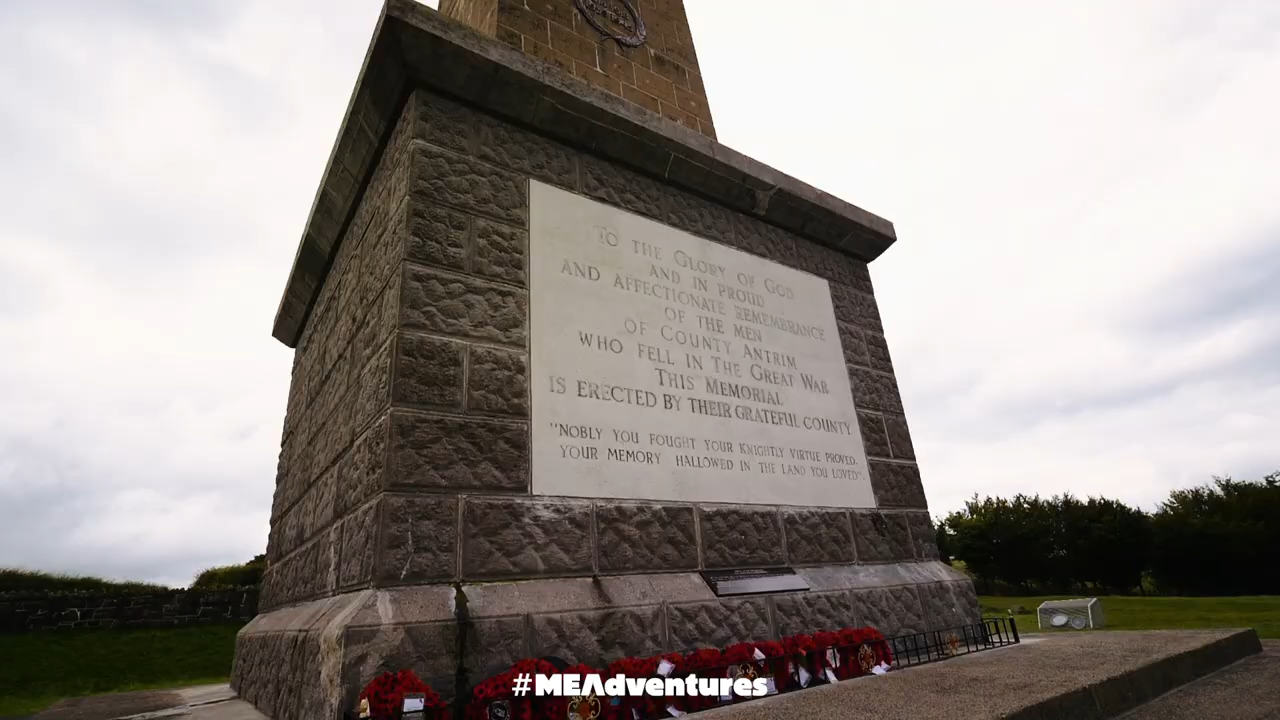 TO THE GLORY OF GOD
AND IN PROUD
AND AFFECTIONATE REMEMBRANCE
OF THE MEN
OF COUNTY ANTRIM
WHO FELL IN THE GREAT WAR
THIS MEMORIAL
IS ERECTED BY THEIR GRATEFUL COUNTY.
"NOBLY YOU FOUGHT YOUR KNIGHTLY VIRTUE PROVED.
YOUR MEMORY HALLOWED IN THE LAND YOU LOVED".
#MEAdventures